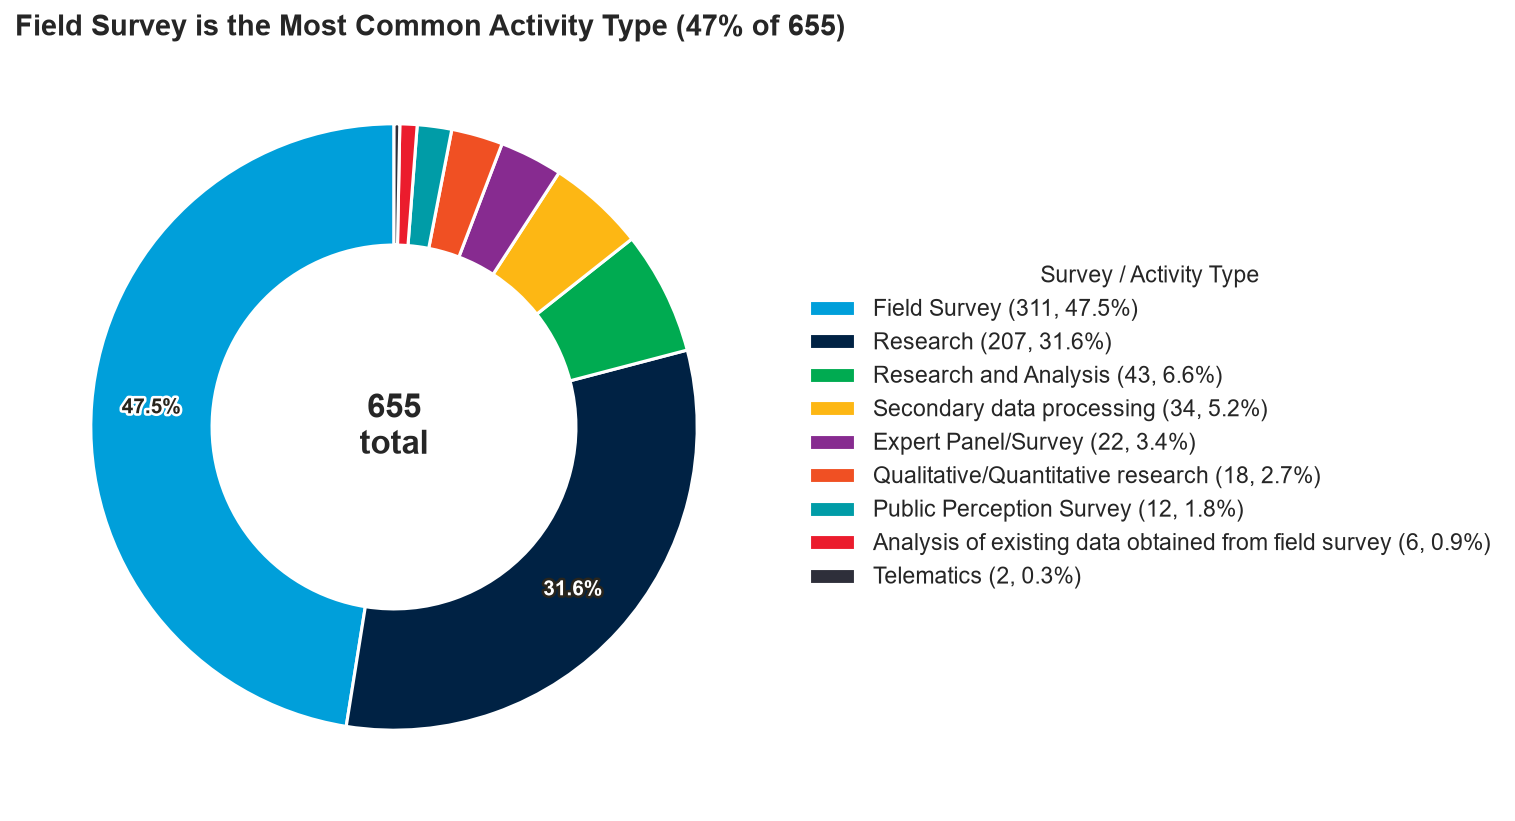 Field Survey is the Most Common Activity Type (47% of 655)
47.5%
655
total
31.6%
Survey / Activity Type
Field Survey (311, 47.5%)
Research (207, 31.6%)
Research and Analysis (43, 6.6%)
Secondary data processing (34, 5.2%)
Expert Panel/Survey (22, 3.4%)
Qualitative/Quantitative research (18, 2.7%)
Public Perception Survey (12, 1.8%)
Analysis of existing data obtained from field survey (6, 0.9%)
Telematics (2, 0.3%)